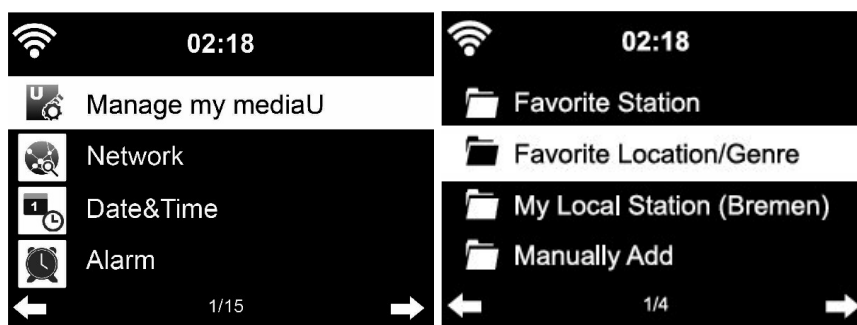 02:18
U
Manage my mediaU
Network
1
Date&Time
Alarm
1/15
02:18
Favorite Station
Favorite Location/Genre
My Local Station (Bremen)
Manually Add
1/4